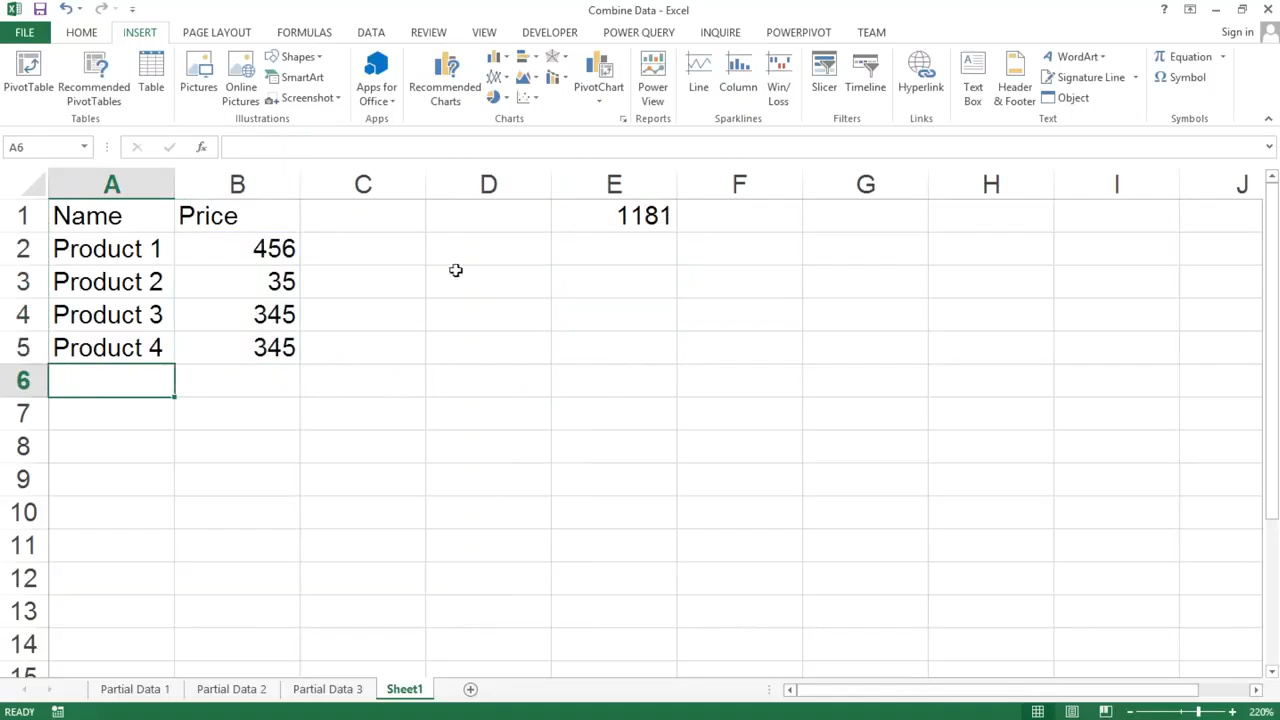 Combine Data - Excel
?
FILE HOME INSERT PAGE LAYOUT FORMULAS DATA REVIEW VIEW DEVELOPER POWER QUERY INQUIRE POWERPIVOT TEAM Sign in
PivotTable
Recommended
PivotTables
Table
Tables
Pictures
Online
Pictures
Shapes
SmartArt
Screenshot
Illustrations
Apps for
Office
Apps
Recommended
Charts
PivotChart
Charts
Power
View
Reports
Line
Column
Win/
Loss
Sparklines
Slicer
Timeline
Filters
Hyperlink
Links
Text
Box
Header
& Footer
WordArt
Signature Line
Object
Text
Equation
Symbol
Symbols
A6 fx
A B C D E F G H I J
1 Name Price 1181
2 Product 1 456
3 Product 2 35
4 Product 3 345
5 Product 4 345
6
7
8
9
10
11
12
13
14
15
Partial Data 1 Partial Data 2 Partial Data 3 Sheet1
READY 220%